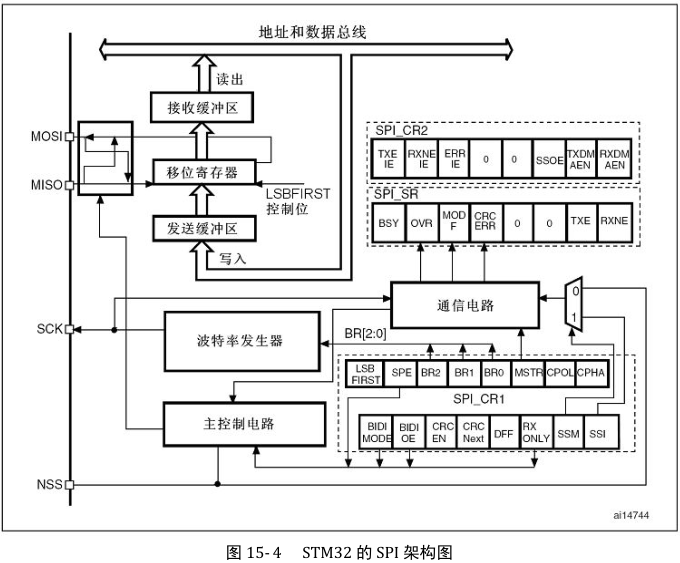 地址和数据总线
读出
接收缓冲区
MOSI
移位寄存器
MISO
LSBFIRST
控制位
发送缓冲区
写入
SPI_CR2
TXE
IE
RXNE
IE
ERR
IE
0
0
SSOE
TXDM
AEN
RXDM
AEN
SPI_SR
BSY
OVR
MOD
F
CRC
ERR
0
0
TXE
RXNE
通信电路
0
1
SCK
波特率发生器
BR[2:0]
LSB
FIRST
SPE
BR2
BR1
BR0
MSTR
CPOL
CPHA
SPI_CR1
主控制电路
BIDI
MODE
BIDI
OE
CRC
EN
CRC
Next
DFF
RX
ONLY
SSM
SSI
NSS
ai14744
图 15- 4 STM32 的 SPI 架构图